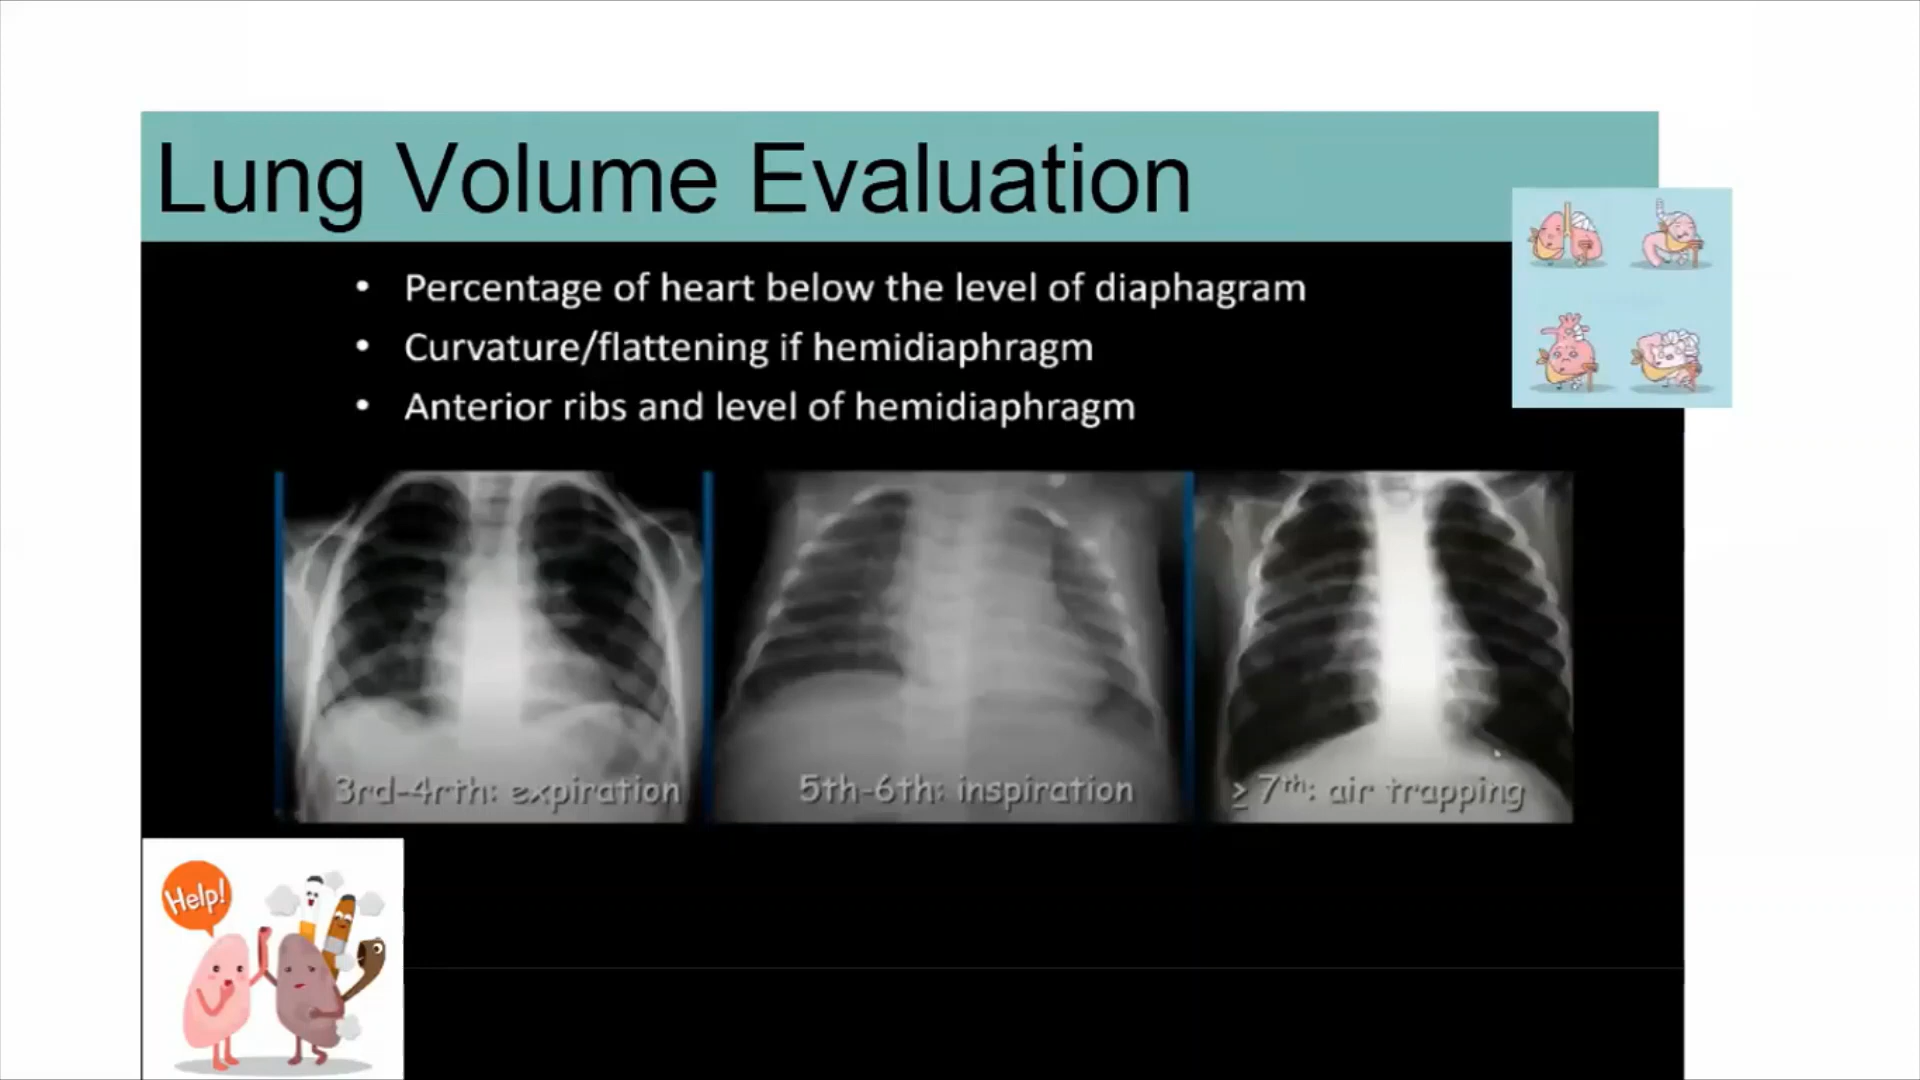 Lung Volume Evaluation
• Percentage of heart below the level of diaphagram
• Curvature/flattening if hemidiaphragm
• Anterior ribs and level of hemidiaphragm
3rd-4rth: expiration
5th-6th: inspiration
≥ 7th: air trapping
Help!